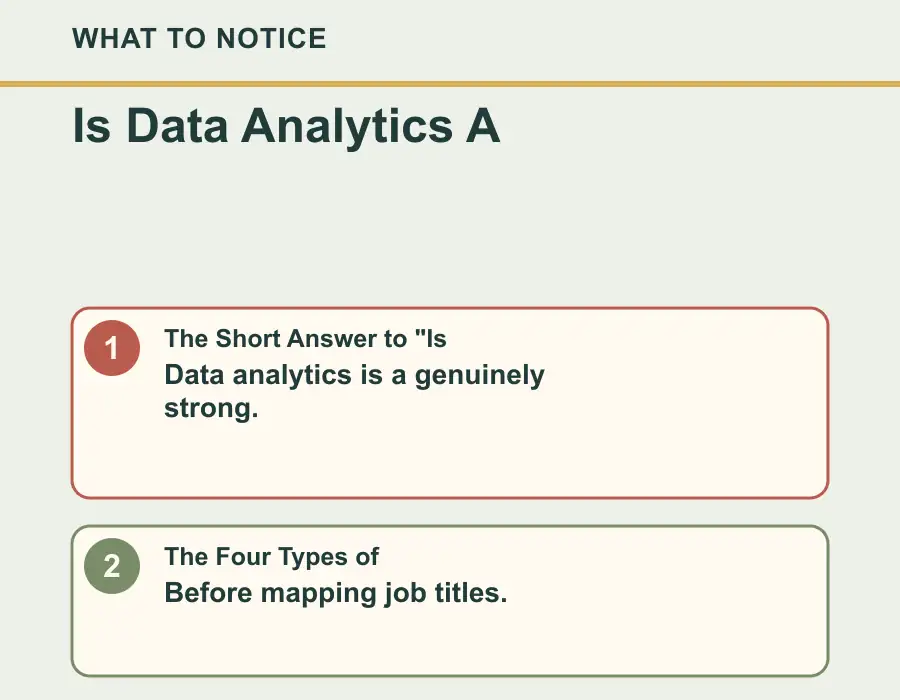 WHAT TO NOTICE
Is Data Analytics A
1
The Short Answer to "Is
Data analytics is a genuinely
strong.
2
The Four Types of
Before mapping job titles.